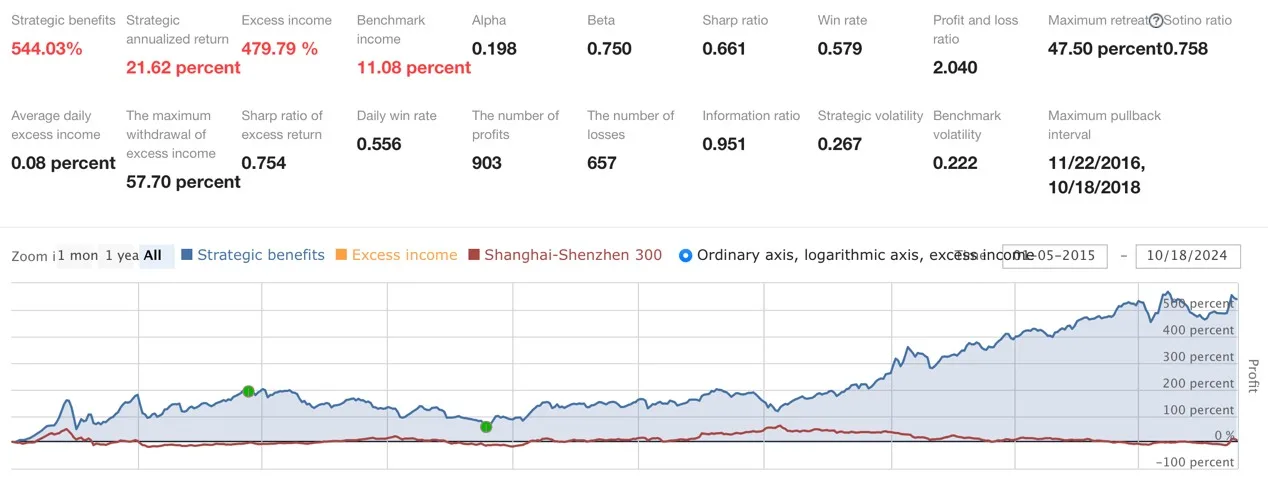 Strategic benefits
544.03%
Strategic
annualized return
21.62 percent
Excess income
479.79 %
Benchmark
income
11.08 percent
Alpha
0.198
Beta
0.750
Sharp ratio
0.661
Win rate
0.579
Profit and loss
ratio
2.040
Maximum retreat
47.50 percent
?
Sotino ratio
0.758
Average daily
excess income
0.08 percent
The maximum
withdrawal of
excess income
57.70 percent
Sharp ratio of
excess return
0.754
Daily win rate
0.556
The number of
profits
903
The number of
losses
657
Information ratio
0.951
Strategic volatility
0.267
Benchmark
volatility
0.222
Maximum pullback
interval
11/22/2016,
10/18/2018
Zoom i 1 mon 1 yea All Strategic benefits Excess income Shanghai-Shenzhen 300 Ordinary axis, logarithmic axis, excess income Time 01-05-2015 – 10/18/2024
500 percent
400 percent
300 percent
200 percent
100 percent
0 %
-100 percent
Profit